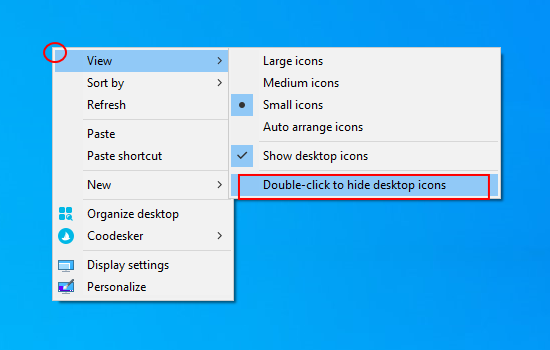 View
Sort by
Refresh
Paste
Paste shortcut
New
Organize desktop
Coodesker
Display settings
Personalize
Large icons
Medium icons
Small icons
Auto arrange icons
Show desktop icons
Double-click to hide desktop icons